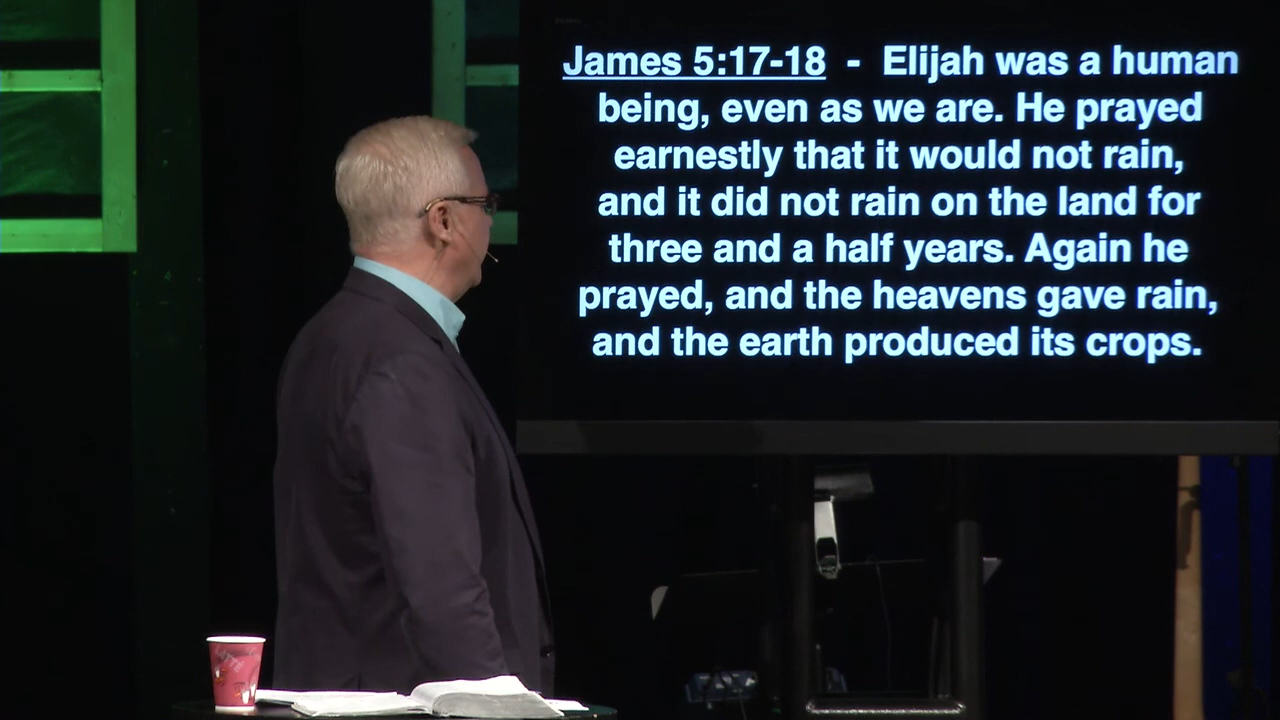 James 5:17-18 - Elijah was a human
being, even as we are. He prayed
earnestly that it would not rain,
and it did not rain on the land for
three and a half years. Again he
prayed, and the heavens gave rain,
and the earth produced its crops.